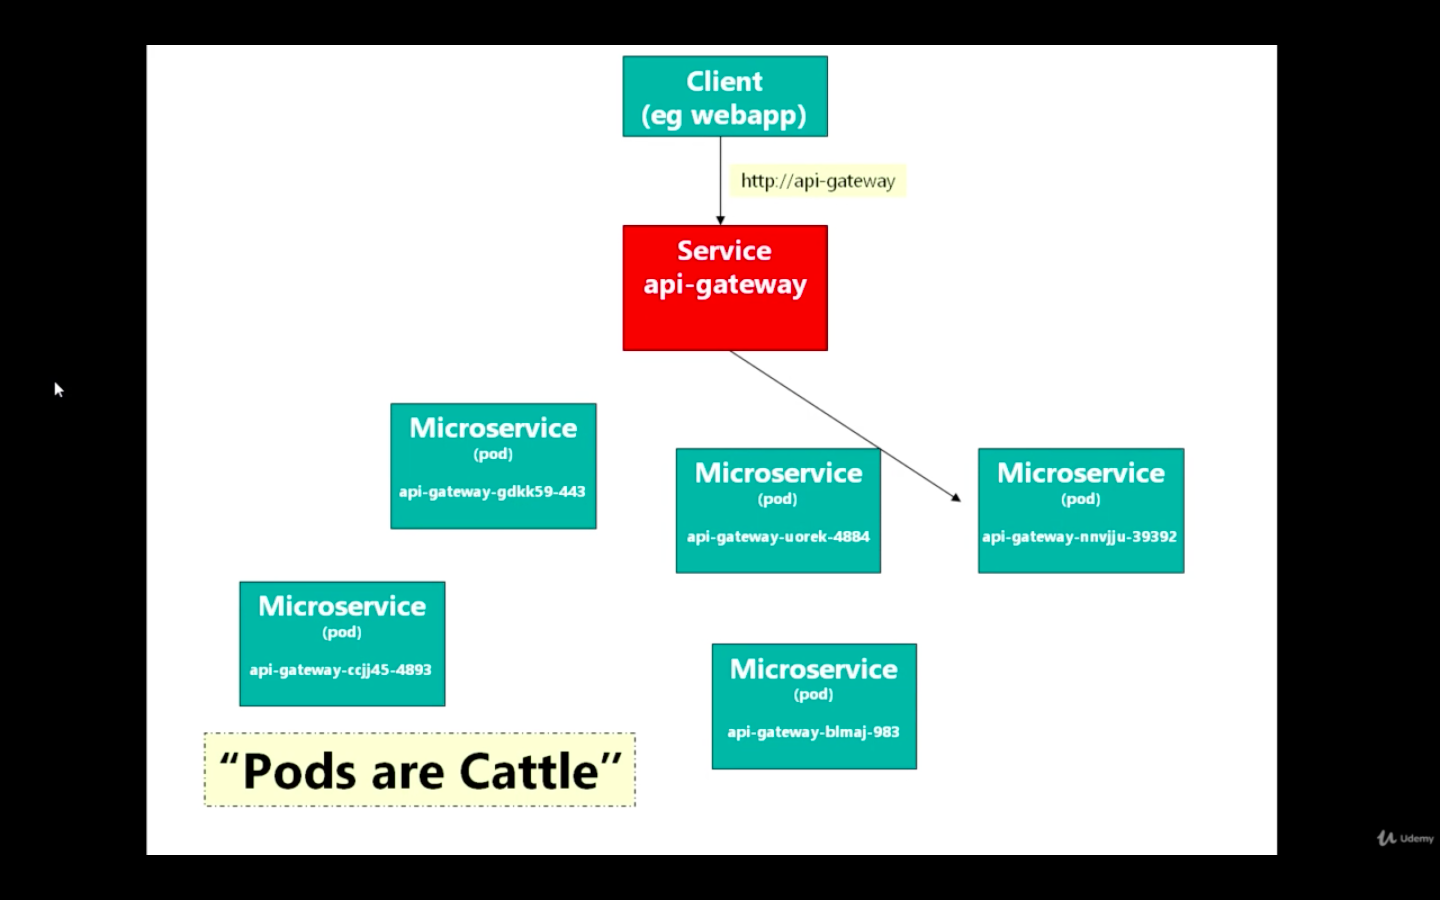 Client
(eg webapp)
http://api-gateway
Service
api-gateway
Microservice
(pod)
api-gateway-gdkk59-443
Microservice
(pod)
api-gateway-uorek-4884
Microservice
(pod)
api-gateway-nnvjju-39392
Microservice
(pod)
api-gateway-ccjj45-4893
Microservice
(pod)
api-gateway-blmaj-983
“Pods are Cattle”
Udemy